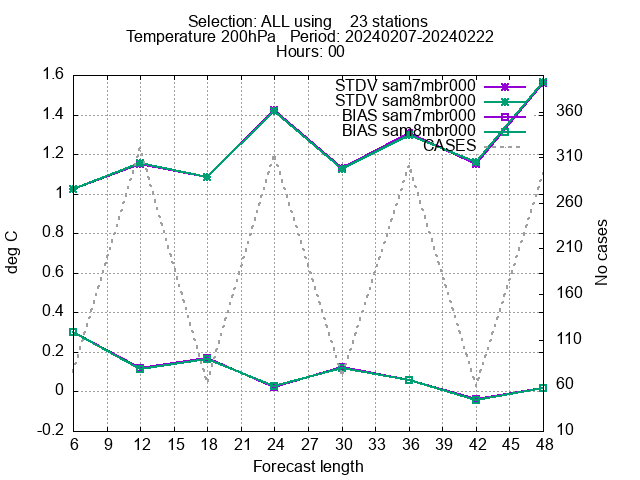 Selection: ALL using    23 stations
Temperature 200hPa   Period: 20240207-20240222
Hours: 00
STDV sam7mbr000
STDV sam8mbr000
BIAS sam7mbr000
BIAS sam8mbr000
CASES
1.6
1.4
1.2
1
0.8
0.6
0.4
0.2
0
-0.2
deg C
360
310
260
210
160
110
60
10
No cases
6 9 12 15 18 21 24 27 30 33 36 39 42 45 48
Forecast length